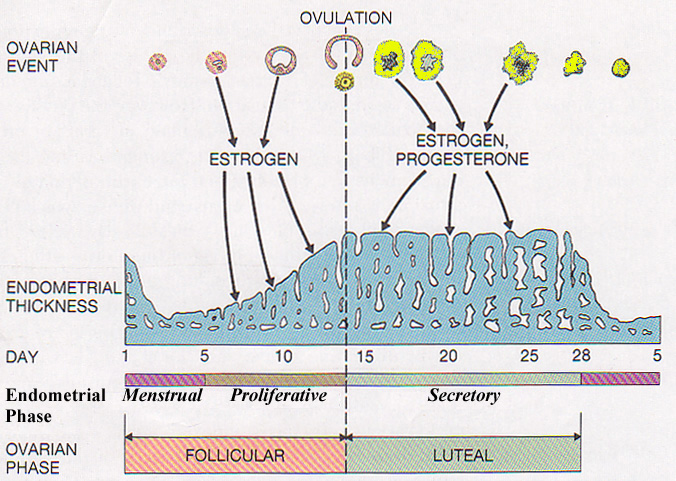 OVULATION
OVARIAN
EVENT
ESTROGEN
ESTROGEN,
PROGESTERONE
ENDOMETRIAL
THICKNESS
DAY 1 5 10 15 20 25 28 5
Endometrial Menstrual Proliferative Secretory
Phase
OVARIAN
PHASE
FOLLICULAR LUTEAL